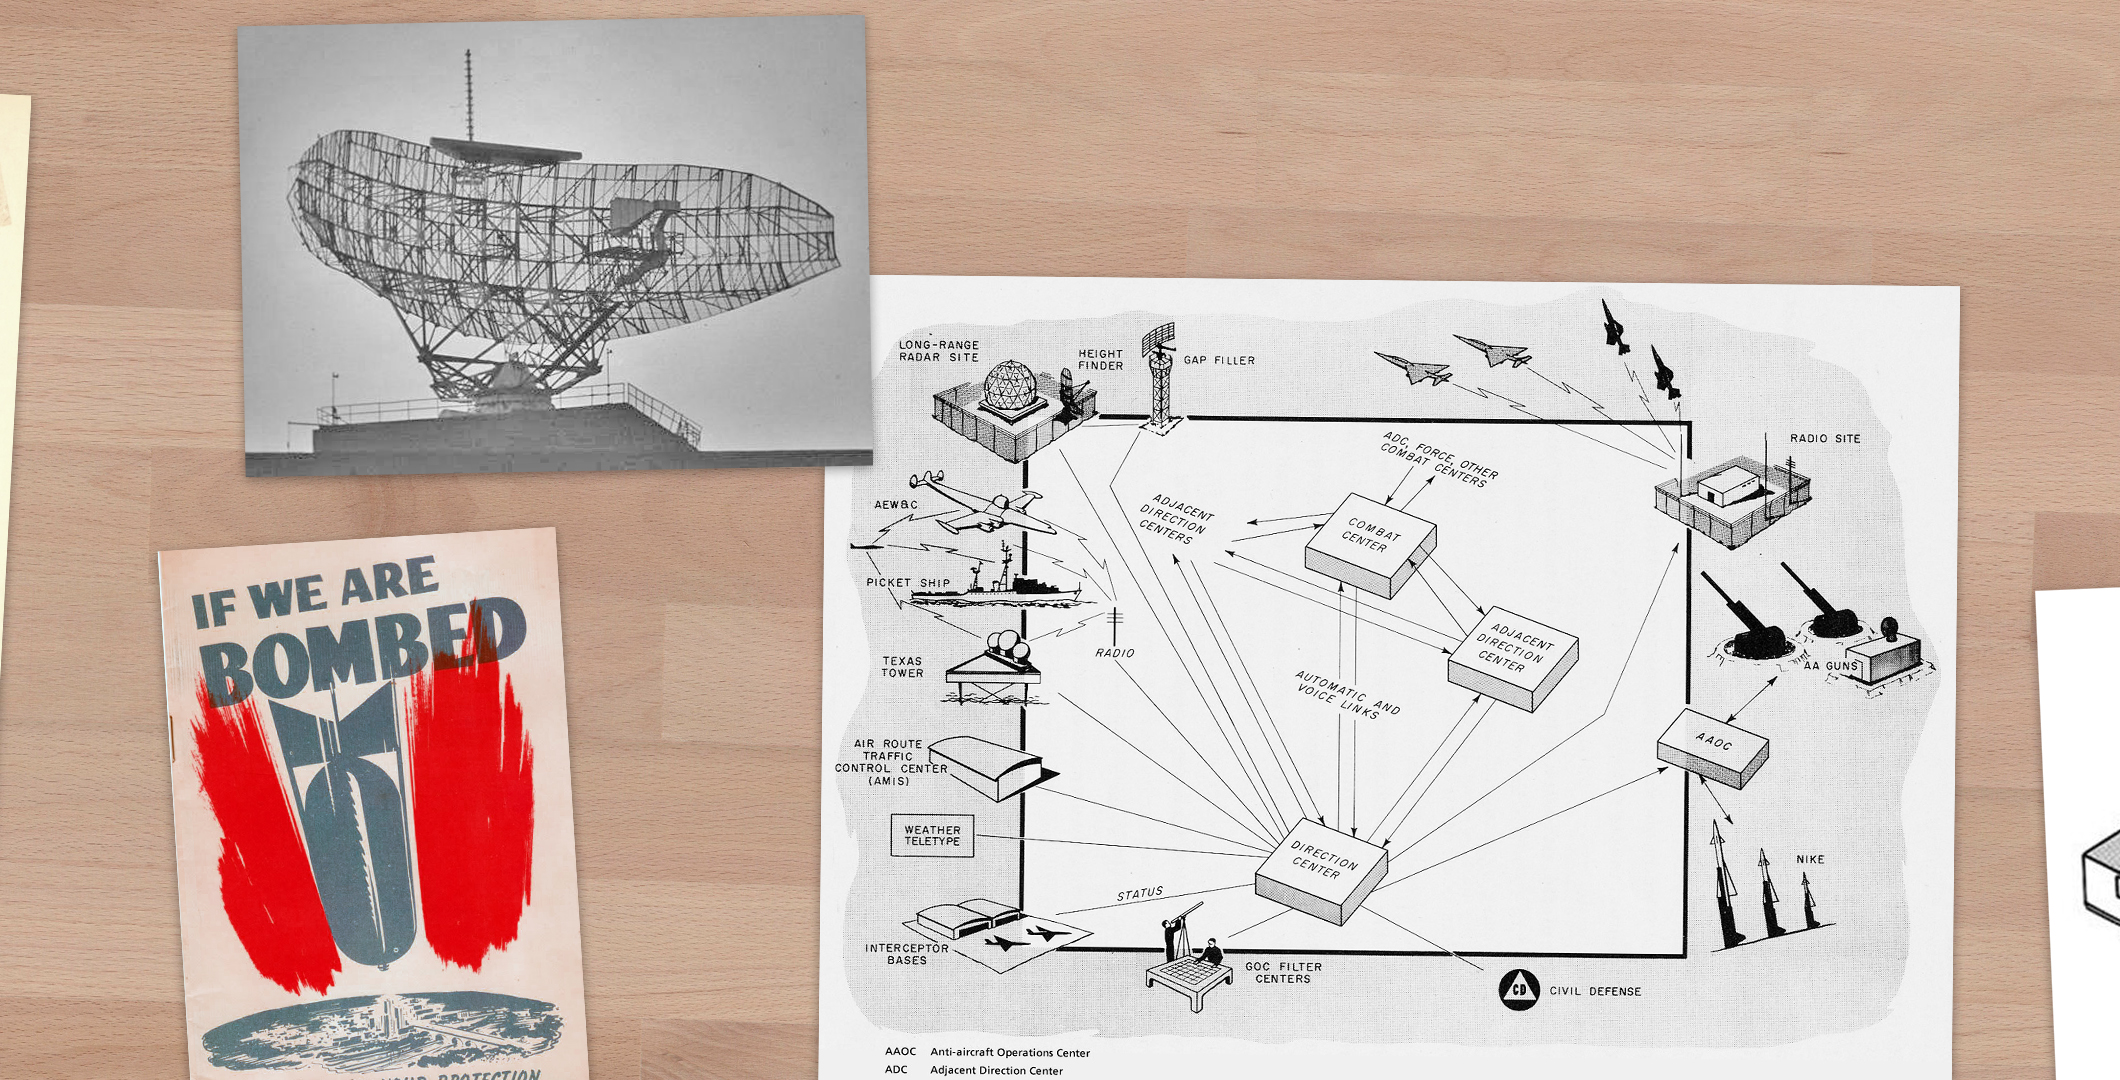 IF WE ARE
BOMBED
PROTECTION
LONG-RANGE
RADAR SITE
HEIGHT
FINDER
GAP FILLER
RADIO SITE
AEW&C
PICKET SHIP
RADIO
TEXAS
TOWER
AIR ROUTE
TRAFFIC
CONTROL CENTER
(AMIS)
WEATHER
TELETYPE
INTERCEPTOR
BASES
STATUS
GOC FILTER
CENTERS
CD
CIVIL DEFENSE
ADC, FORCE, OTHER
COMBAT CENTERS
ADJACENT
DIRECTION
CENTERS
COMBAT
CENTER
ADJACENT
DIRECTION
CENTER
AUTOMATIC AND
VOICE LINKS
DIRECTION
CENTER
AA GUNS
AAOC
NIKE
AAOC Anti-aircraft Operations Center
ADC Adjacent Direction Center